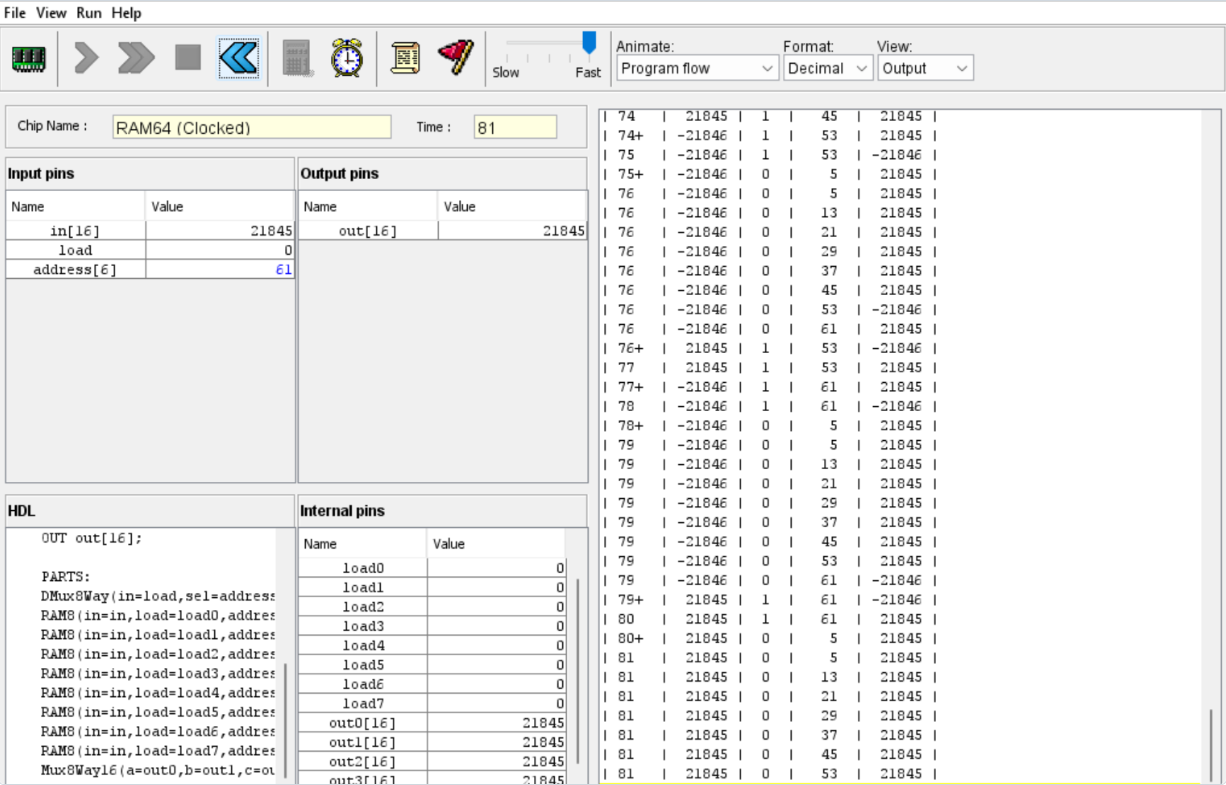 File View Run Help
Slow Fast
Animate:
Program flow
Format:
Decimal
View:
Output
Chip Name : RAM64 (Clocked) Time : 81
Input pins
Name Value
in[16] 21845
load 0
address[6] 61
Output pins
Name Value
out[16] 21845
HDL
OUT out[16];
PARTS:
DMux8Way(in=load,sel=address
RAM8(in=in,load=load0,addres
RAM8(in=in,load=load1,addres
RAM8(in=in,load=load2,addres
RAM8(in=in,load=load3,addres
RAM8(in=in,load=load4,addres
RAM8(in=in,load=load5,addres
RAM8(in=in,load=load6,addres
RAM8(in=in,load=load7,addres
Mux8Way16(a=out0,b=out1,c=ou
Internal pins
Name Value
load0 0
load1 0
load2 0
load3 0
load4 0
load5 0
load6 0
load7 0
out0[16] 21845
out1[16] 21845
out2[16] 21845
out3[16] 21845
| 74 | 21845 | 1 | 45 | 21845 |
| 74+ | -21846 | 1 | 53 | 21845 |
| 75 | -21846 | 1 | 53 | -21846 |
| 75+ | -21846 | 0 | 5 | 21845 |
| 76 | -21846 | 0 | 5 | 21845 |
| 76 | -21846 | 0 | 13 | 21845 |
| 76 | -21846 | 0 | 21 | 21845 |
| 76 | -21846 | 0 | 29 | 21845 |
| 76 | -21846 | 0 | 37 | 21845 |
| 76 | -21846 | 0 | 45 | 21845 |
| 76 | -21846 | 0 | 53 | -21846 |
| 76 | -21846 | 0 | 61 | 21845 |
| 76+ | 21845 | 1 | 53 | -21846 |
| 77 | 21845 | 1 | 53 | 21845 |
| 77+ | -21846 | 1 | 61 | 21845 |
| 78 | -21846 | 1 | 61 | -21846 |
| 78+ | -21846 | 0 | 5 | 21845 |
| 79 | -21846 | 0 | 5 | 21845 |
| 79 | -21846 | 0 | 13 | 21845 |
| 79 | -21846 | 0 | 21 | 21845 |
| 79 | -21846 | 0 | 29 | 21845 |
| 79 | -21846 | 0 | 37 | 21845 |
| 79 | -21846 | 0 | 45 | 21845 |
| 79 | -21846 | 0 | 53 | 21845 |
| 79 | -21846 | 0 | 61 | -21846 |
| 79+ | 21845 | 1 | 61 | -21846 |
| 80 | 21845 | 1 | 61 | 21845 |
| 80+ | 21845 | 0 | 5 | 21845 |
| 81 | 21845 | 0 | 5 | 21845 |
| 81 | 21845 | 0 | 13 | 21845 |
| 81 | 21845 | 0 | 21 | 21845 |
| 81 | 21845 | 0 | 29 | 21845 |
| 81 | 21845 | 0 | 37 | 21845 |
| 81 | 21845 | 0 | 45 | 21845 |
| 81 | 21845 | 0 | 53 | 21845 |